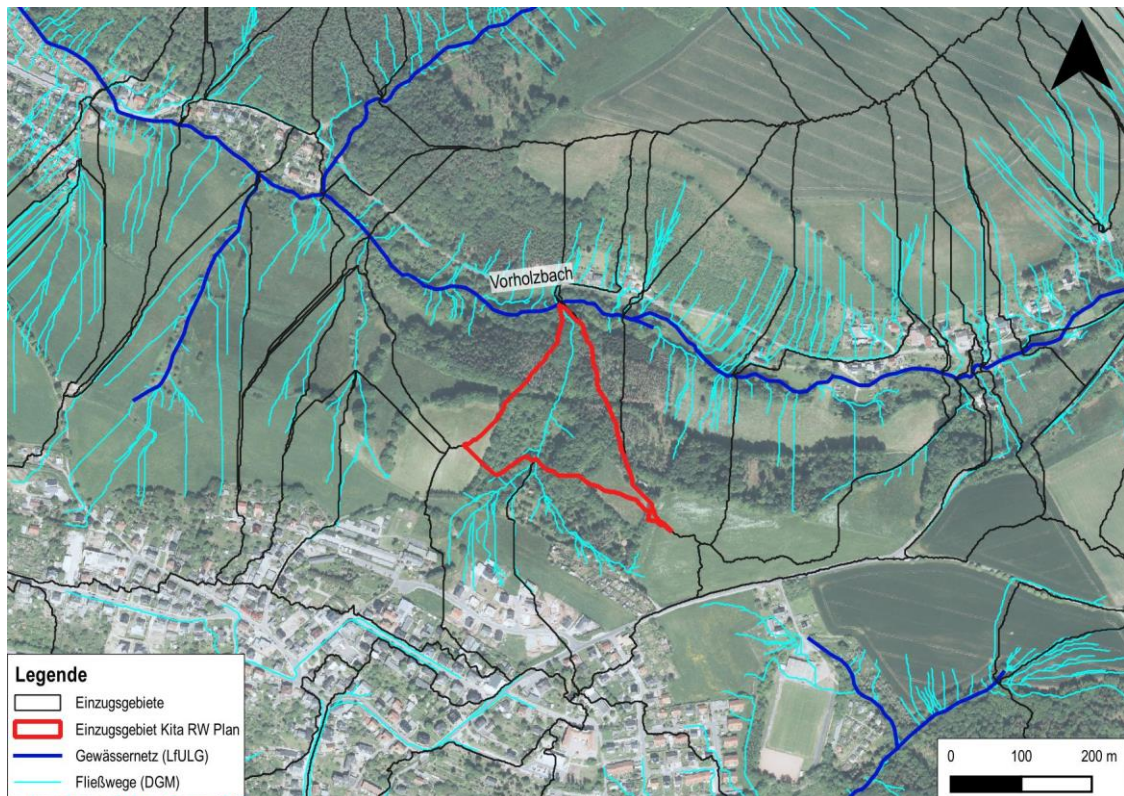 Vorholzbach
Legende
Einzugsgebiete
Einzugsgebiet Kita RW Plan
Gewässernetz (LfULG)
Fließwege (DGM)
0 100 200 m